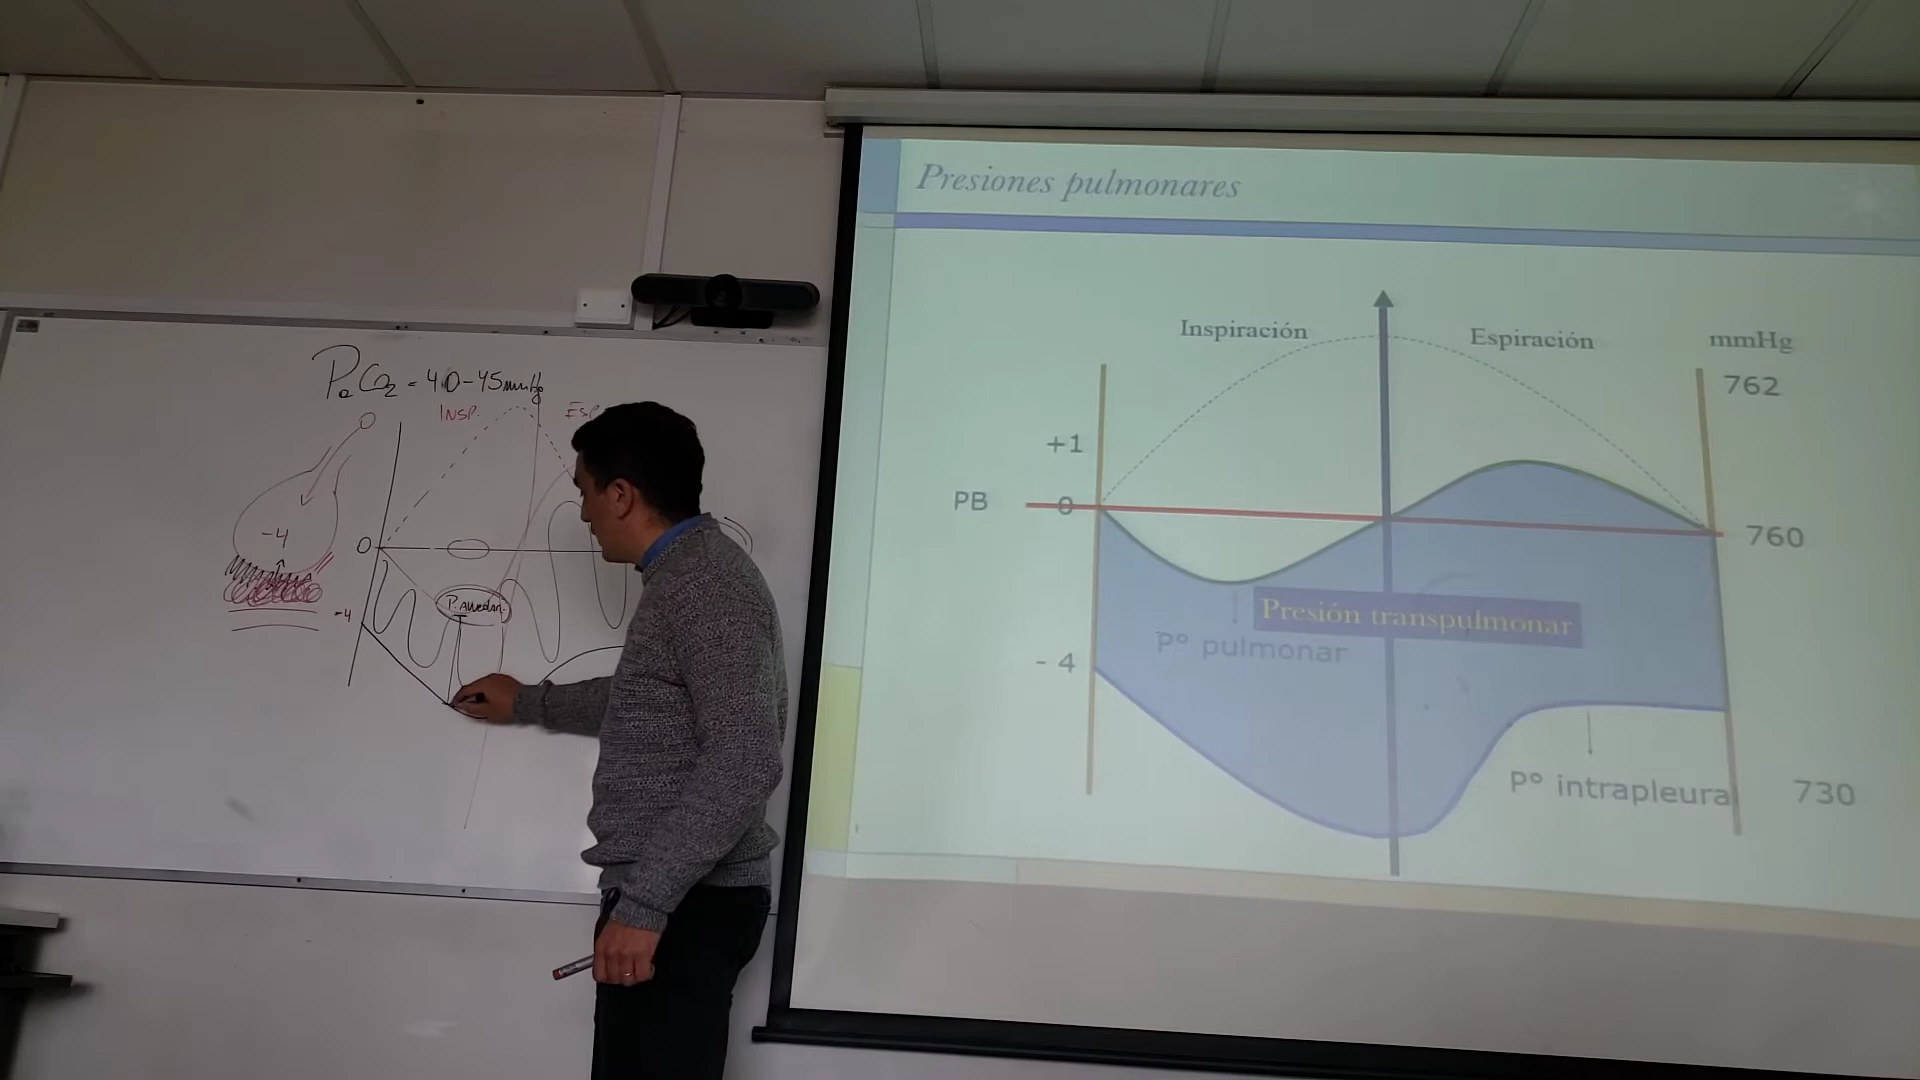 PaCO2 = 40-45mmHg
INSP.
ESP
-4
0
-4
P. Alveolar.
Presiones pulmonares
Inspiración
Espiración
mmHg
762
+1
PB
0
760
Presión transpulmonar
Pº pulmonar
- 4
Pº intrapleural
730